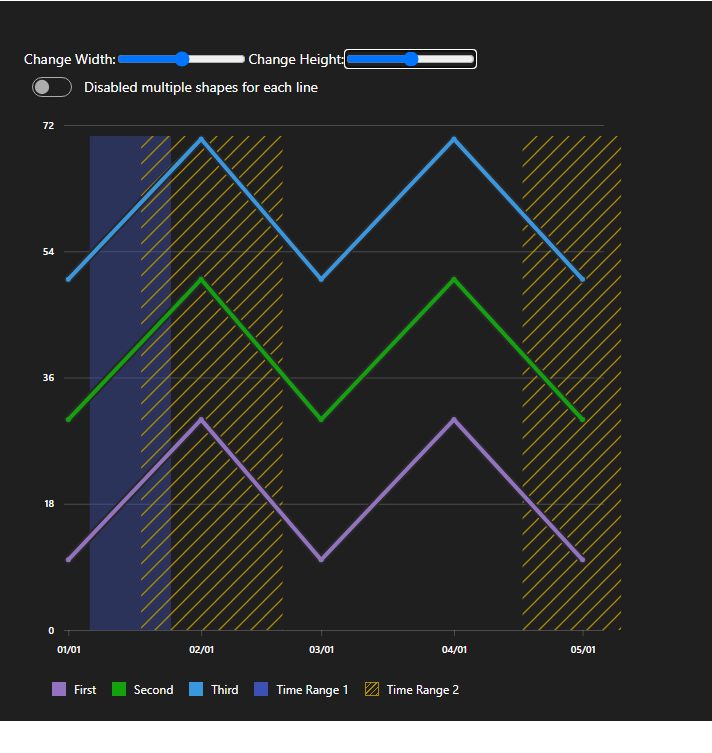 Change Width: Change Height:
Disabled multiple shapes for each line
72
54
36
18
0
01/01 02/01 03/01 04/01 05/01
First Second Third Time Range 1 Time Range 2